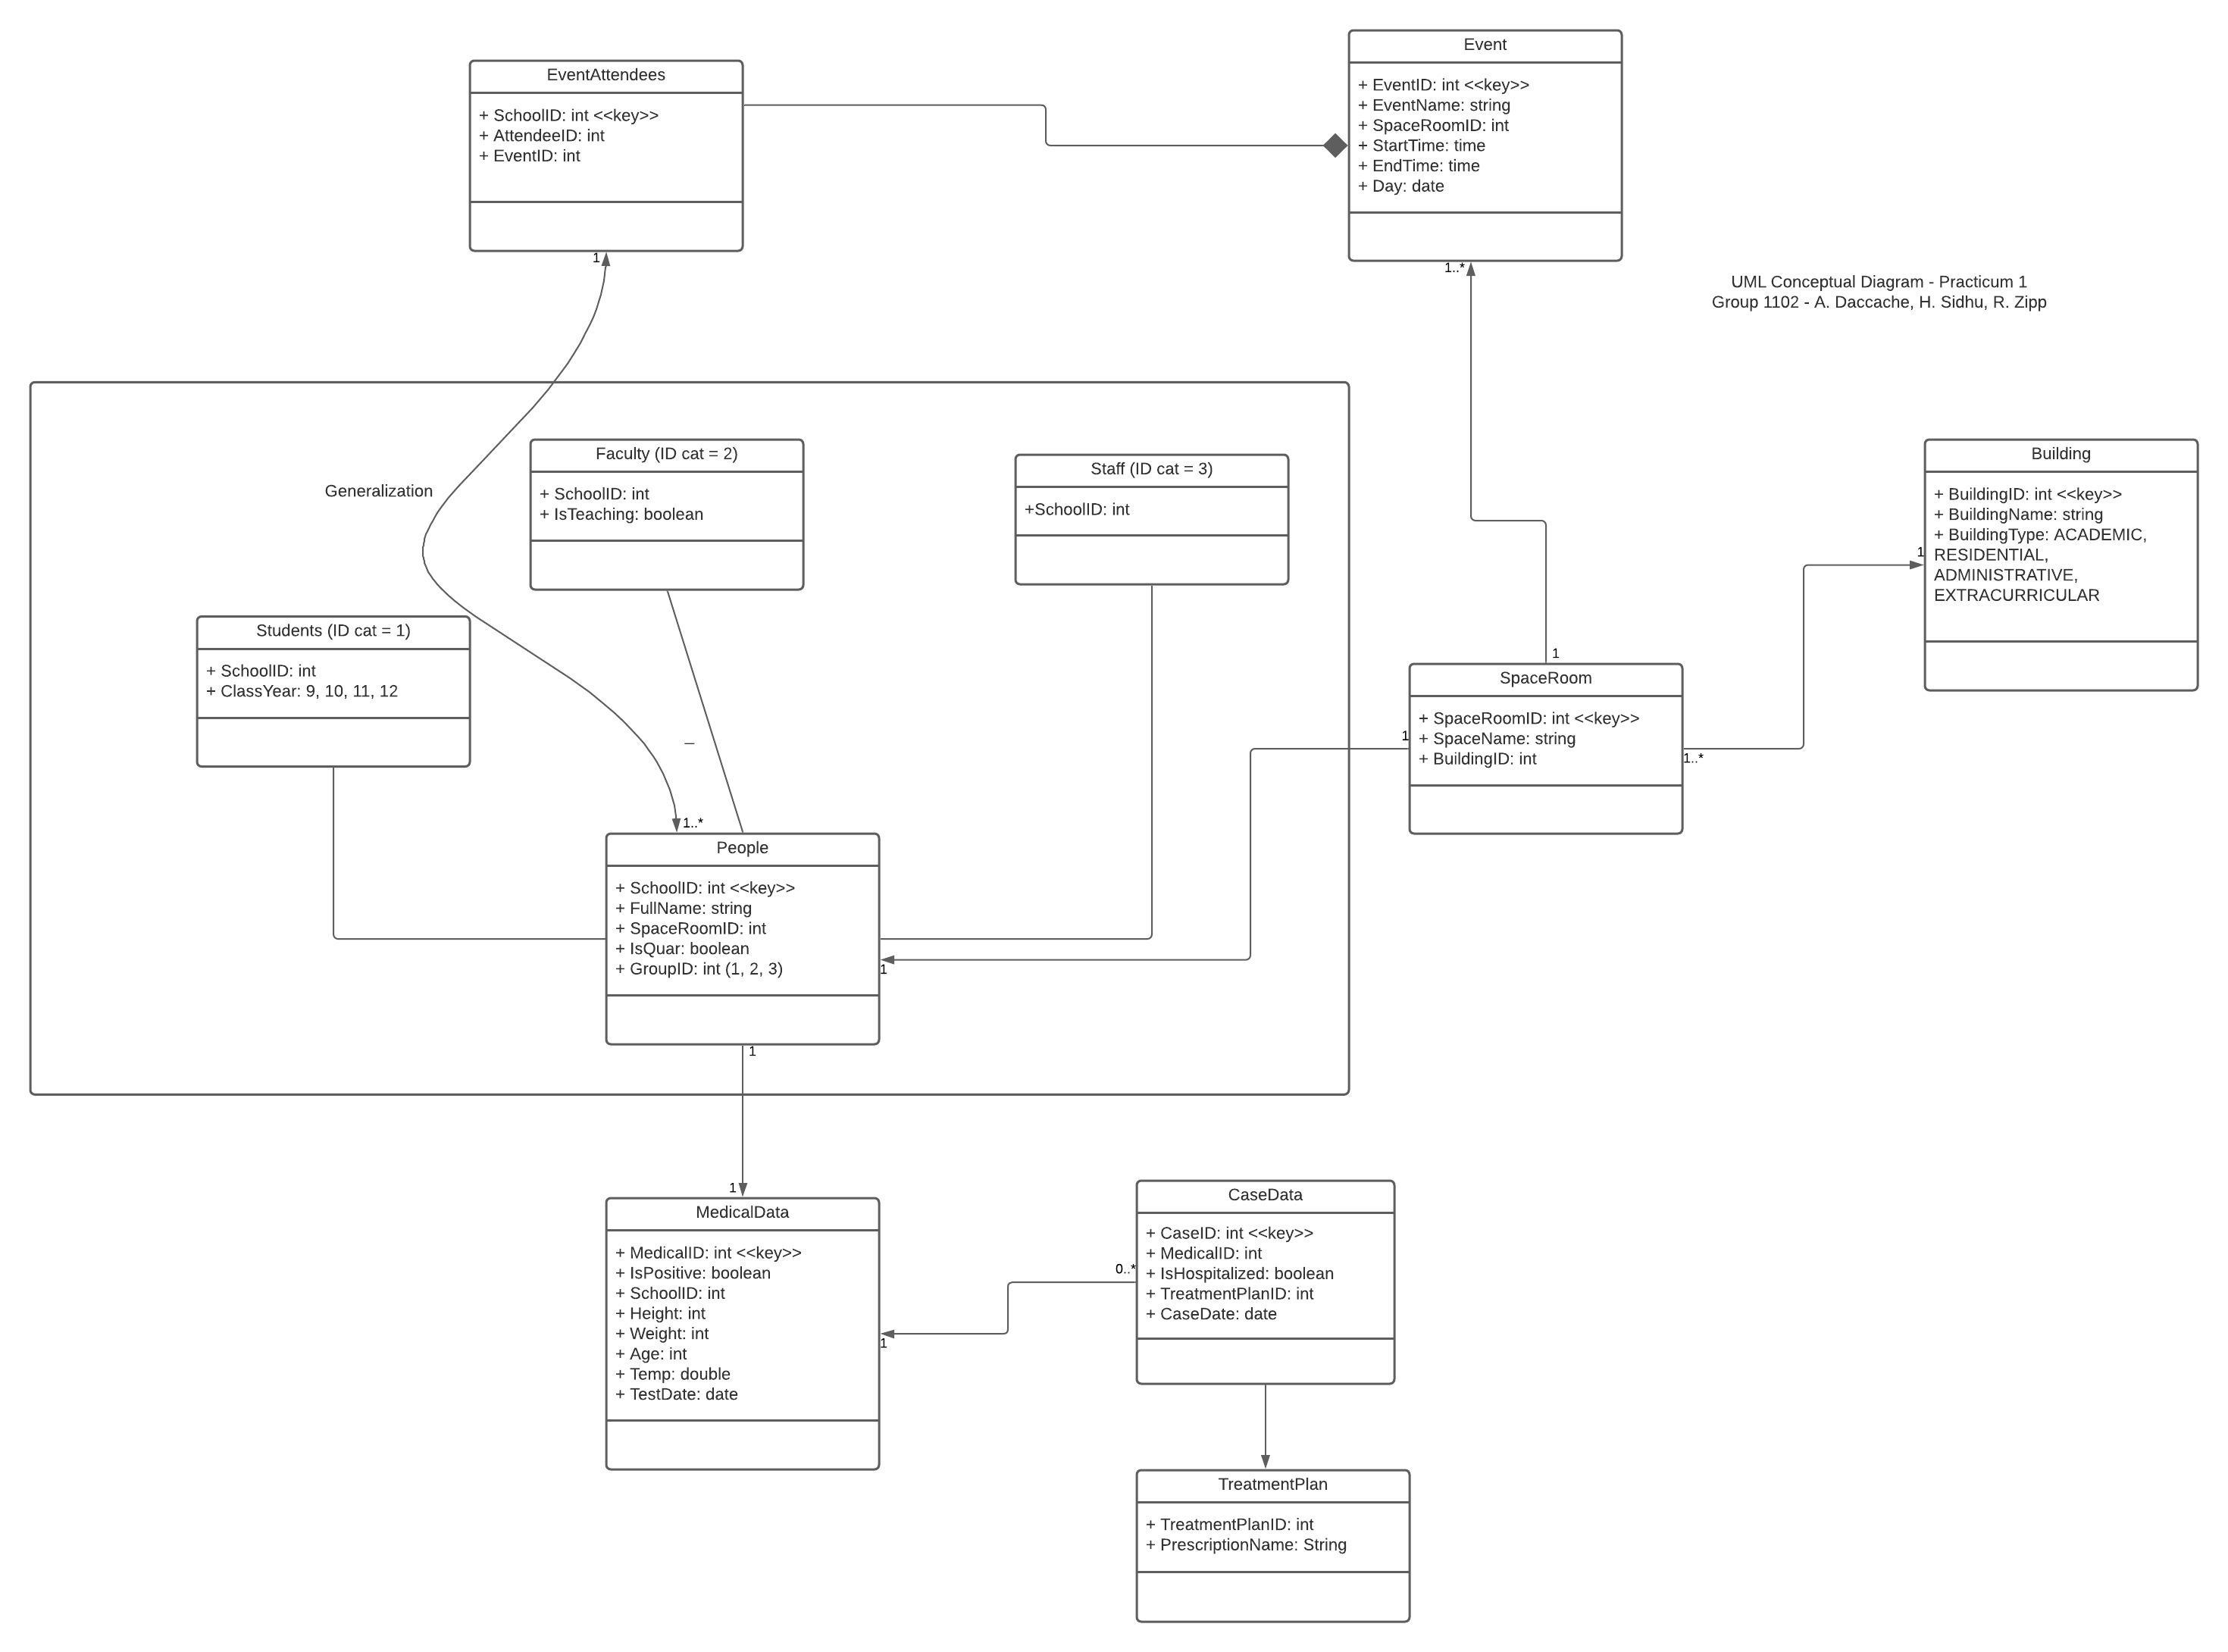 EventAttendees
+ SchoolID: int <<key>>
+ AttendeeID: int
+ EventID: int
1
Event
+ EventID: int <<key>>
+ EventName: string
+ SpaceRoomID: int
+ StartTime: time
+ EndTime: time
+ Day: date
1..*
UML Conceptual Diagram - Practicum 1
Group 1102 - A. Daccache, H. Sidhu, R. Zipp
Generalization
Faculty (ID cat = 2)
+ SchoolID: int
+ IsTeaching: boolean
Staff (ID cat = 3)
+SchoolID: int
Building
+ BuildingID: int <<key>>
+ BuildingName: string
+ BuildingType: ACADEMIC,
RESIDENTIAL,
ADMINISTRATIVE,
EXTRACURRICULAR
1
Students (ID cat = 1)
+ SchoolID: int
+ ClassYear: 9, 10, 11, 12
_
1
SpaceRoom
+ SpaceRoomID: int <<key>>
+ SpaceName: string
+ BuildingID: int
1
1..*
1..*
People
+ SchoolID: int <<key>>
+ FullName: string
+ SpaceRoomID: int
+ IsQuar: boolean
+ GroupID: int (1, 2, 3)
1
1
1
MedicalData
+ MedicalID: int <<key>>
+ IsPositive: boolean
+ SchoolID: int
+ Height: int
+ Weight: int
+ Age: int
+ Temp: double
+ TestDate: date
1
0..*
CaseData
+ CaseID: int <<key>>
+ MedicalID: int
+ IsHospitalized: boolean
+ TreatmentPlanID: int
+ CaseDate: date
TreatmentPlan
+ TreatmentPlanID: int
+ PrescriptionName: String